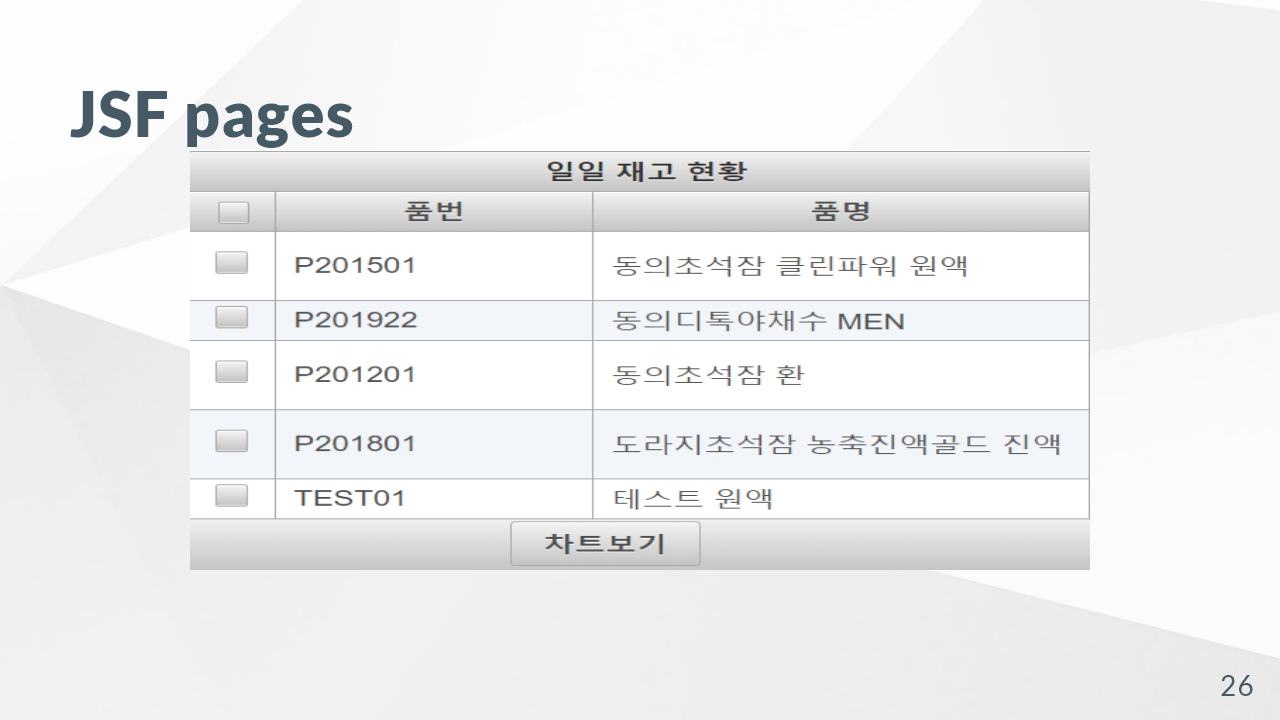 JSF pages
일일 재고 현황
품번 품명
P201501 동의초석잠 클린파워 원액
P201922 동의디톡야채수 MEN
P201201 동의초석잠 환
P201801 도라지초석잠 농축진액골드 진액
TEST01 테스트 원액
차트보기
26